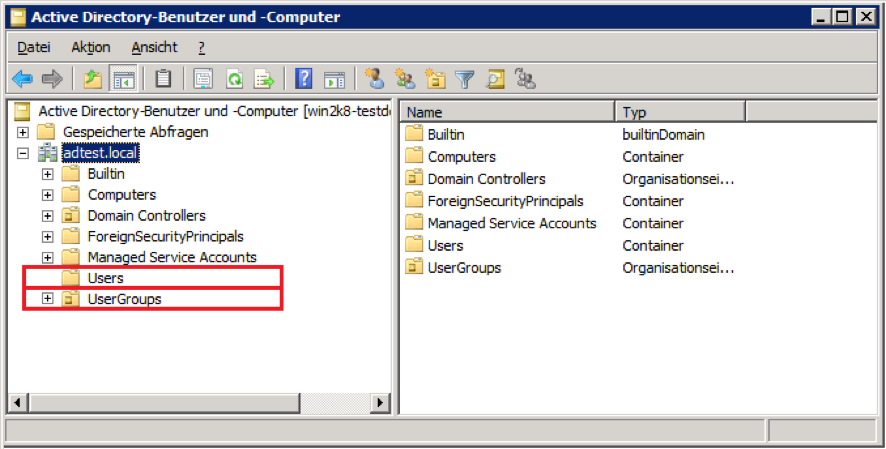 Active Directory-Benutzer und -Computer
Datei Aktion Ansicht ?
Active Directory-Benutzer und -Computer [win2k8-testd
Gespeicherte Abfragen
adtest.local
Builtin
Computers
Domain Controllers
ForeignSecurityPrincipals
Managed Service Accounts
Users
UserGroups
Name Typ
Builtin builtinDomain
Computers Container
Domain Controllers Organisationsei...
ForeignSecurityPrincipals Container
Managed Service Accounts Container
Users Container
UserGroups Organisationsei...